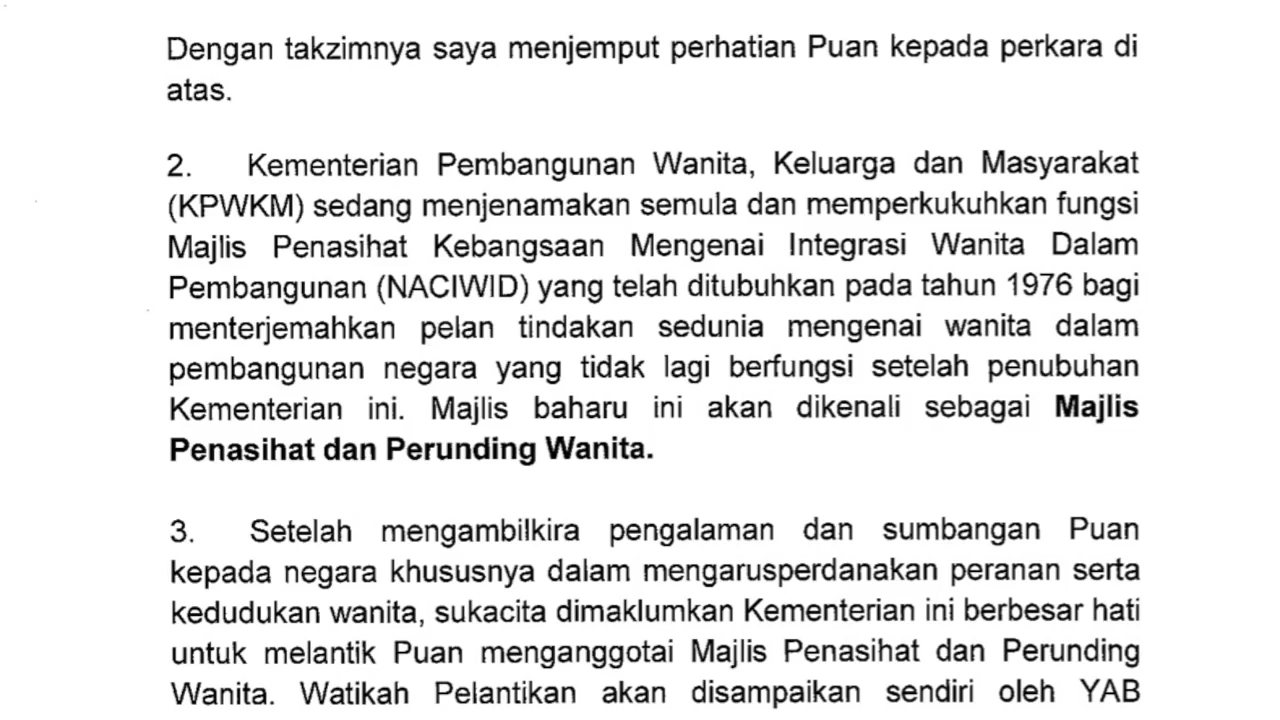 Dengan takzimnya saya menjemput perhatian Puan kepada perkara di
atas.
2. Kementerian Pembangunan Wanita, Keluarga dan Masyarakat
(KPWKM) sedang menjenamakan semula dan memperkukuhkan fungsi
Majlis Penasihat Kebangsaan Mengenai Integrasi Wanita Dalam
Pembangunan (NACIWID) yang telah ditubuhkan pada tahun 1976 bagi
menterjemahkan pelan tindakan sedunia mengenai wanita dalam
pembangunan negara yang tidak lagi berfungsi setelah penubuhan
Kementerian ini. Majlis baharu ini akan dikenali sebagai Majlis
Penasihat dan Perunding Wanita.
3. Setelah mengambilkira pengalaman dan sumbangan Puan
kepada negara khususnya dalam mengarusperdanakan peranan serta
kedudukan wanita, sukacita dimaklumkan Kementerian ini berbesar hati
untuk melantik Puan menganggotai Majlis Penasihat dan Perunding
Wanita. Watikah Pelantikan akan disampaikan sendiri oleh YAB